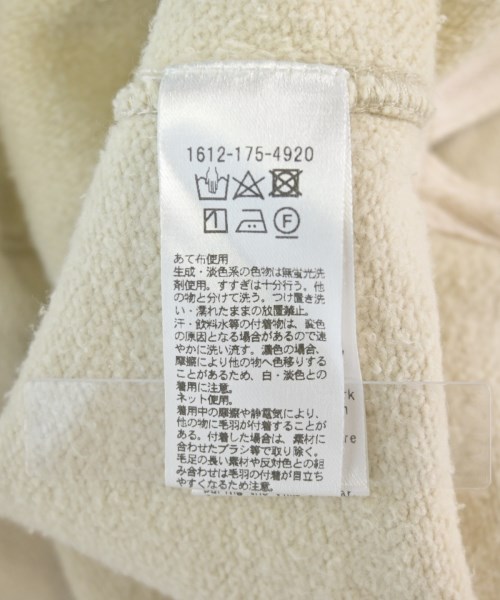 1612-175-4920
F
あて布使用
生成・淡色系の色物は無蛍光洗
剤使用。すすぎは十分行う。他
の物と分けて洗う。つけ置き洗
い・濡れたままの放置禁止。
汗・飲料水等の付着物は、変色
の原因となる場合があるので速
やかに洗い流す。濃色の場合、
摩擦により他の物へ色移りする
ことがあるため、白・淡色との
着用に注意。
ネット使用。
着用中の摩擦や静電気により、
他の物に毛羽が付着することが
ある。付着した場合は、素材に
合わせたブラシ等で取り除く。
毛足の長い素材や反対色との組
み合わせは毛羽の付着が目立ち
やすくなるため注意